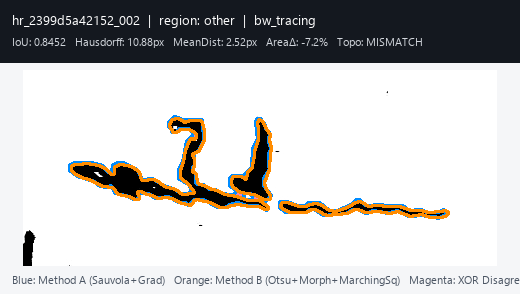 hr_2399d5a42152_002 | region: other | bw_tracing
IoU: 0.8452 Hausdorff: 10.88px MeanDist: 2.52px AreaΔ: -7.2% Topo: MISMATCH
Blue: Method A (Sauvola+Grad) Orange: Method B (Otsu+Morph+MarchingSq) Magenta: XOR Disagre